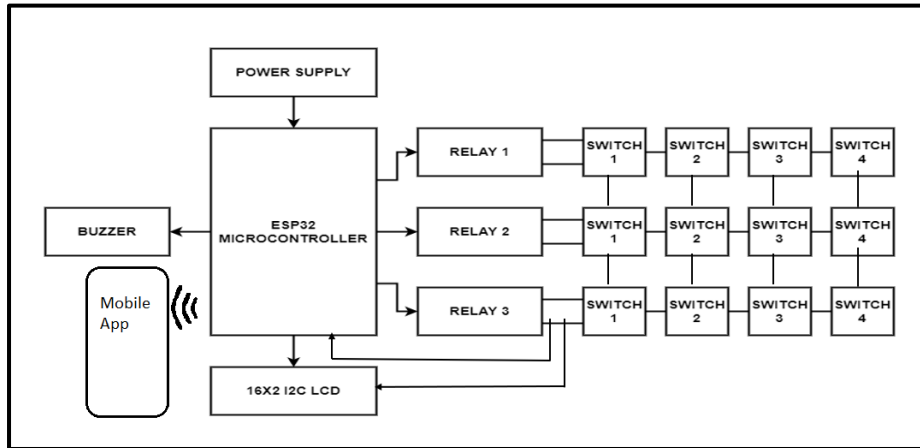 POWER SUPPLY
ESP32
MICROCONTROLLER
BUZZER
Mobile
App
16X2 I2C LCD
RELAY 1
SWITCH
1
SWITCH
2
SWITCH
3
SWITCH
4
RELAY 2
SWITCH
1
SWITCH
2
SWITCH
3
SWITCH
4
RELAY 3
SWITCH
1
SWITCH
2
SWITCH
3
SWITCH
4